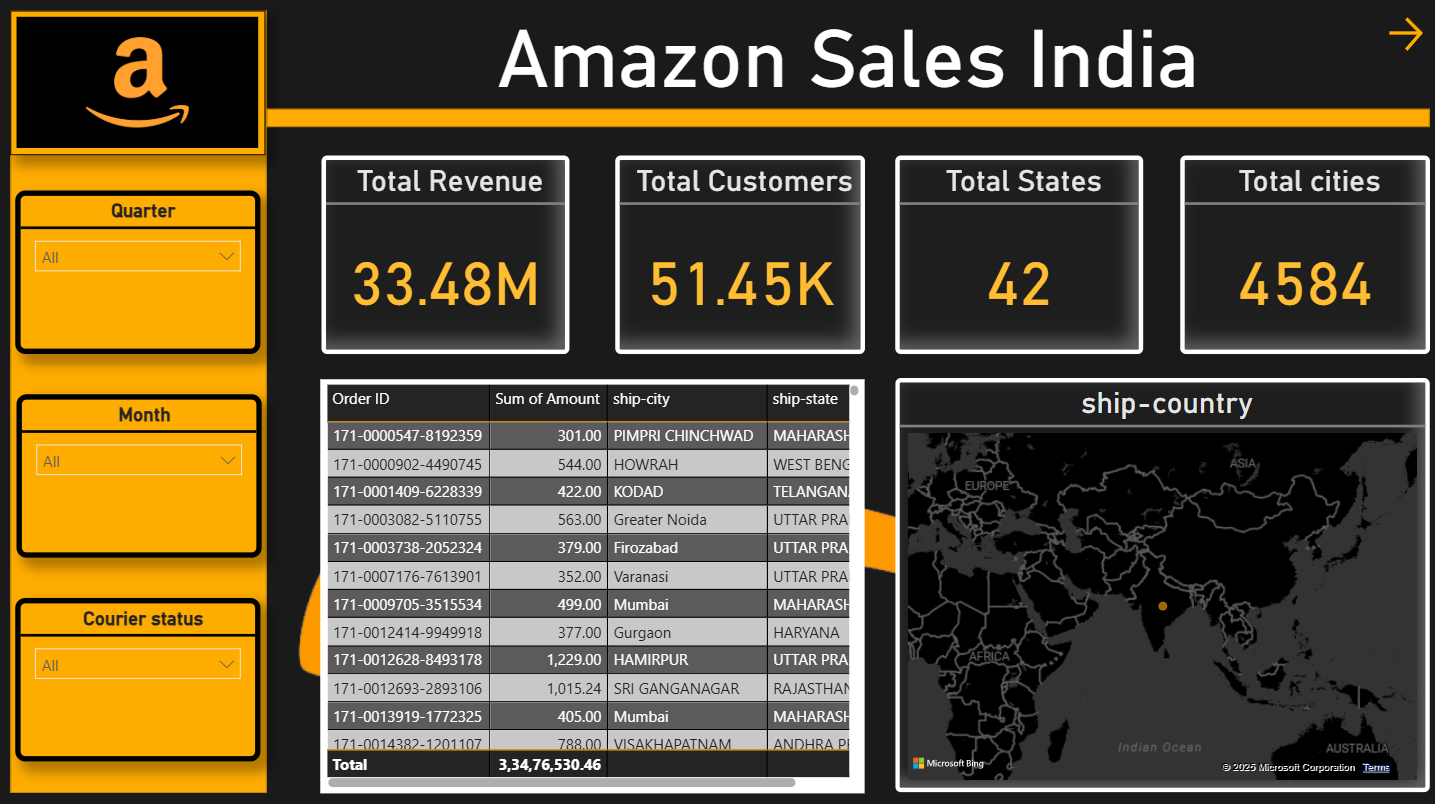 a
Amazon Sales India
Quarter
All
Month
All
Courier status
All
Total Revenue
33.48M
Total Customers
51.45K
Total States
42
Total cities
4584
Order ID Sum of Amount ship-city ship-state
171-0000547-8192359 301.00 PIMPRI CHINCHWAD MAHARASH
171-0000902-4490745 544.00 HOWRAH WEST BENG
171-0001409-6228339 422.00 KODAD TELANGANA
171-0003082-5110755 563.00 Greater Noida UTTAR PRA
171-0003738-2052324 379.00 Firozabad UTTAR PRA
171-0007176-7613901 352.00 Varanasi UTTAR PRA
171-0009705-3515534 499.00 Mumbai MAHARASH
171-0012414-9949918 377.00 Gurgaon HARYANA
171-0012628-8493178 1,229.00 HAMIRPUR UTTAR PRA
171-0012693-2893106 1,015.24 SRI GANGANAGAR RAJASTHAN
171-0013919-1772325 405.00 Mumbai MAHARASH
171-0014382-1201107 788.00 VISAKHAPATNAM ANDHRA PR
Total 3,34,76,530.46
ship-country
ASIA
EUROPE
AFRICA
Indian Ocean
AUSTRALIA
Microsoft Bing
© 2025 Microsoft Corporation Terms